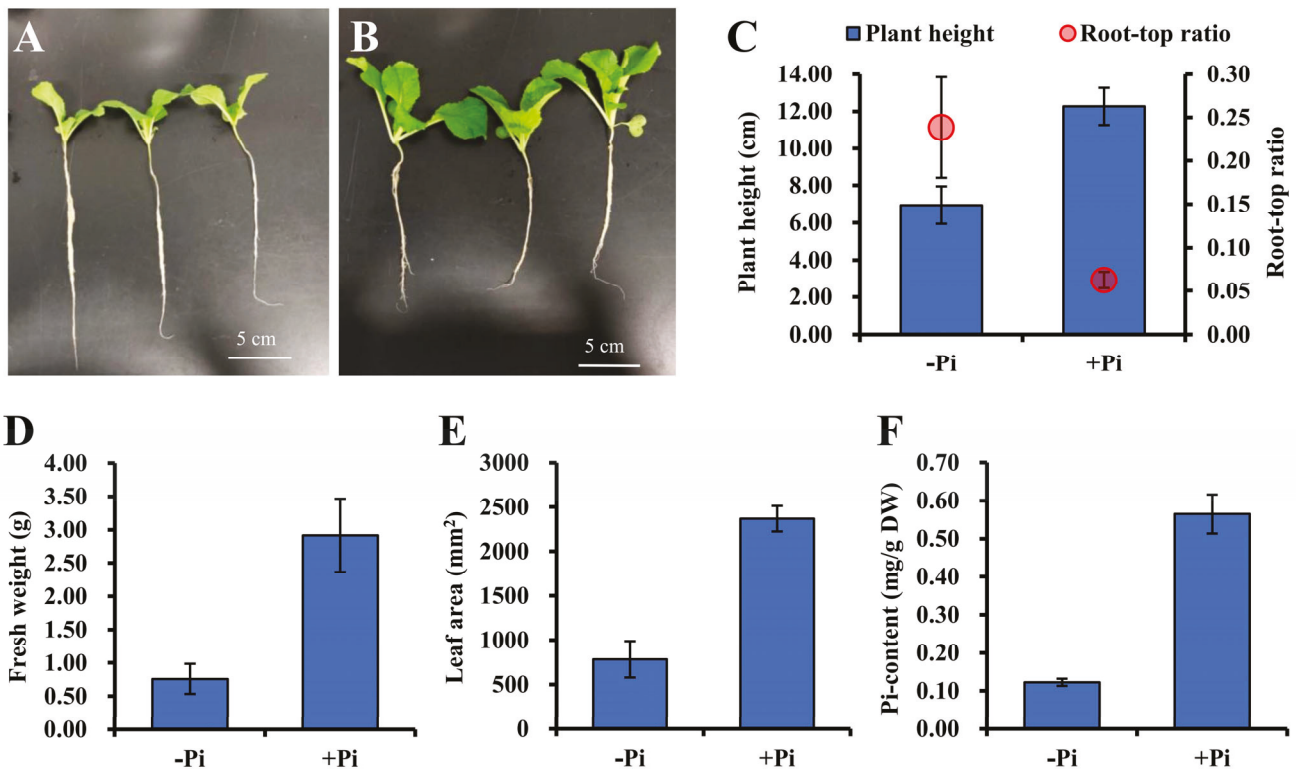 A
5 cm
B
5 cm
C
Plant height
Root-top ratio
Plant height (cm)
14.00
12.00
10.00
8.00
6.00
4.00
2.00
0.00
Root-top ratio
0.30
0.25
0.20
0.15
0.10
0.05
0.00
-Pi
+Pi
D
Fresh weight (g)
4.00
3.50
3.00
2.50
2.00
1.50
1.00
0.50
0.00
-Pi
+Pi
E
Leaf area (mm²)
3000
2500
2000
1500
1000
500
0
-Pi
+Pi
F
Pi-content (mg/g DW)
0.70
0.60
0.50
0.40
0.30
0.20
0.10
0.00
-Pi
+Pi